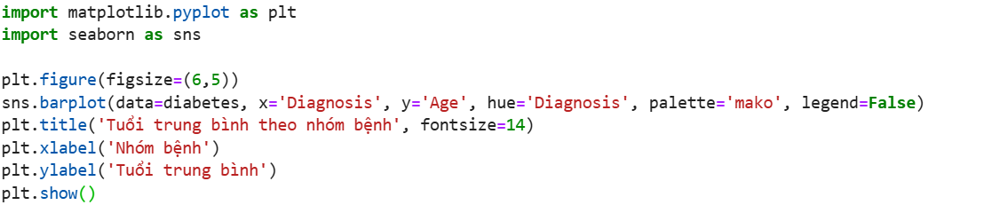 import matplotlib.pyplot as plt
import seaborn as sns
plt.figure(figsize=(6,5))
sns.barplot(data=diabetes, x='Diagnosis', y='Age', hue='Diagnosis', palette='mako', legend=False)
plt.title('Tuổi trung bình theo nhóm bệnh', fontsize=14)
plt.xlabel('Nhóm bệnh')
plt.ylabel('Tuổi trung bình')
plt.show()